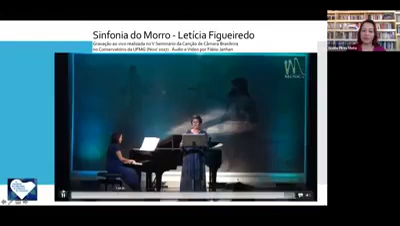 Sinfonia do Morro - Letícia Figueiredo
Gravação ao vivo realizada no V Seminário da Canção de Câmara Brasileira
no Conservatório da UFMG (Nov/ 2017). Áudio e Vídeo por Fábio Janhan